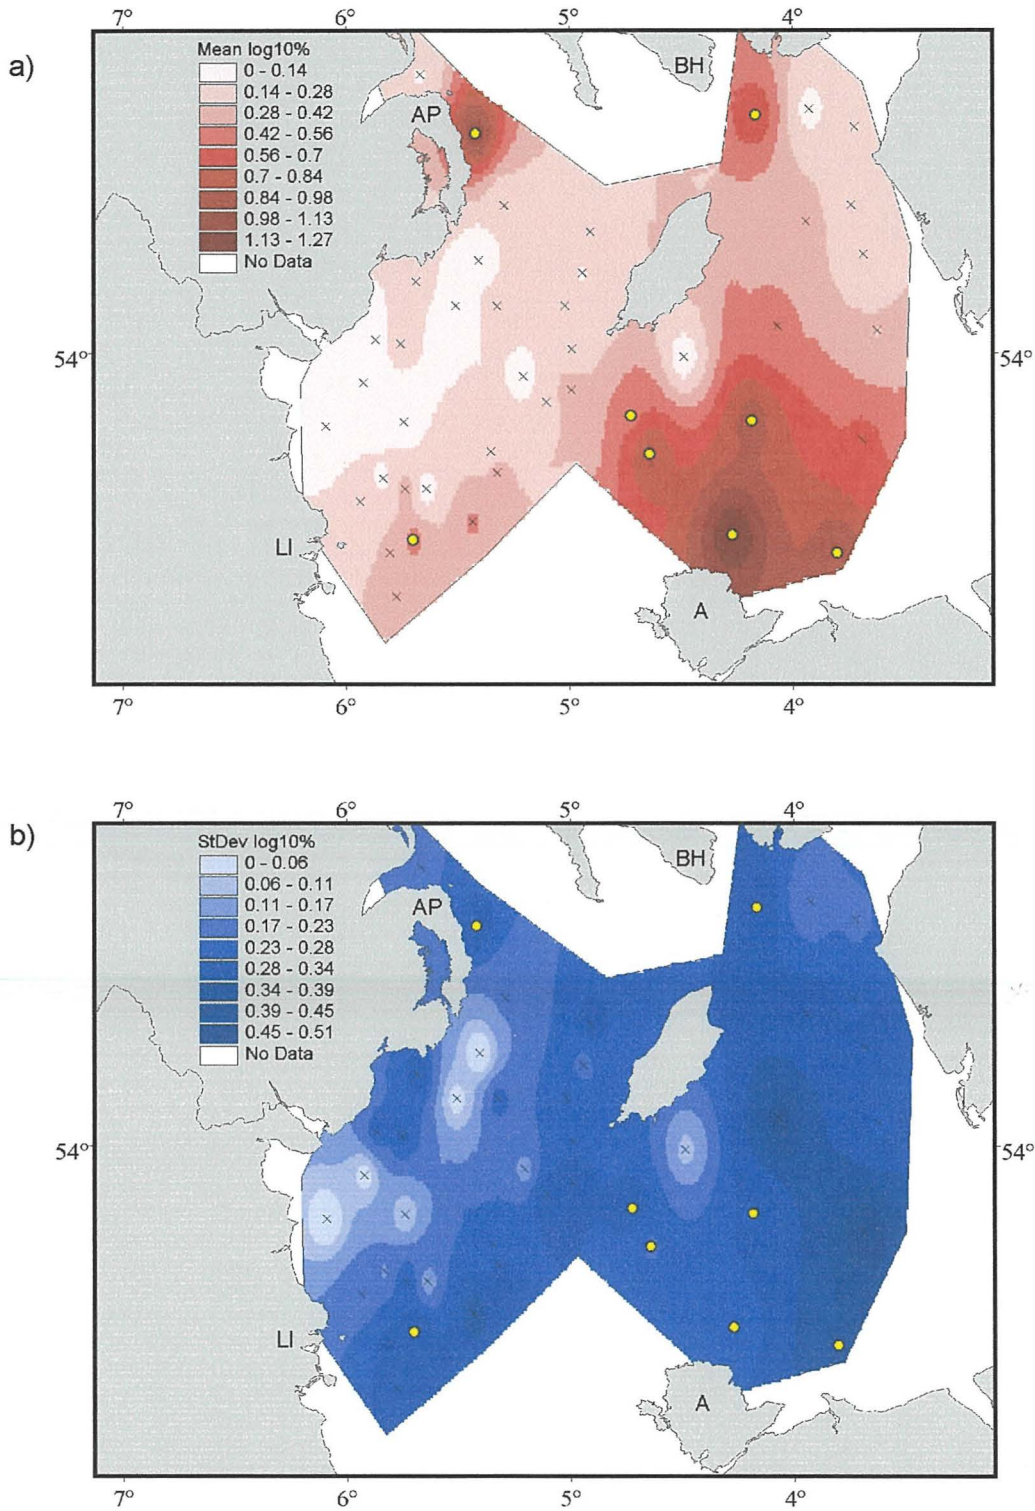 7° 6° 5° 4°
a)
Mean log10%
0 - 0.14
0.14 - 0.28
0.28 - 0.42
0.42 - 0.56
0.56 - 0.7
0.7 - 0.84
0.84 - 0.98
0.98 - 1.13
1.13 - 1.27
No Data
BH
AP
54° 54°
LI
A
7° 6° 5° 4°
7° 6° 5° 4°
b)
StDev log10%
0 - 0.06
0.06 - 0.11
0.11 - 0.17
0.17 - 0.23
0.23 - 0.28
0.28 - 0.34
0.34 - 0.39
0.39 - 0.45
0.45 - 0.51
No Data
BH
AP
54° 54°
LI
A
7° 6° 5° 4°